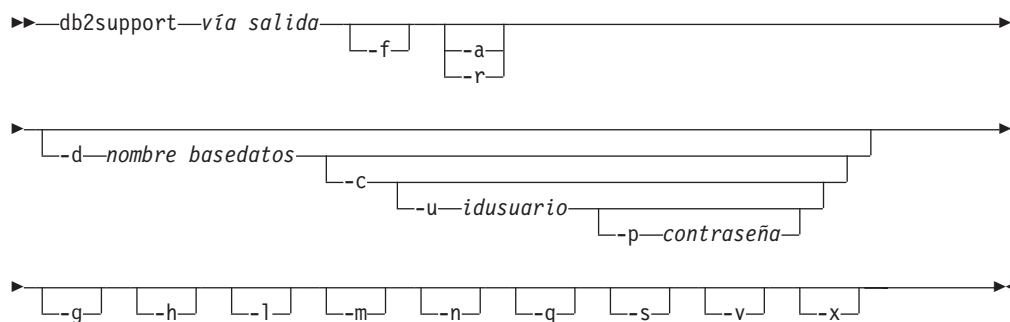 db2support vía salida
-f -a
-r
-d nombre basedatos
-c
-u idusuario
-p contraseña
-g -h -l -m -n -q -s -v -x